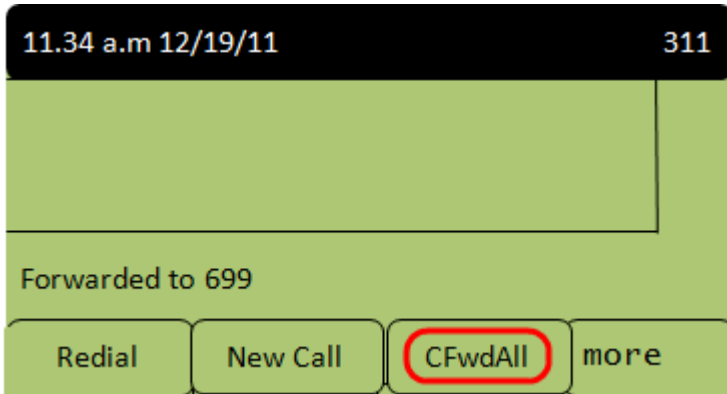 11.34 a.m 12/19/11 311
Forwarded to 699
Redial New Call CFwdAll more